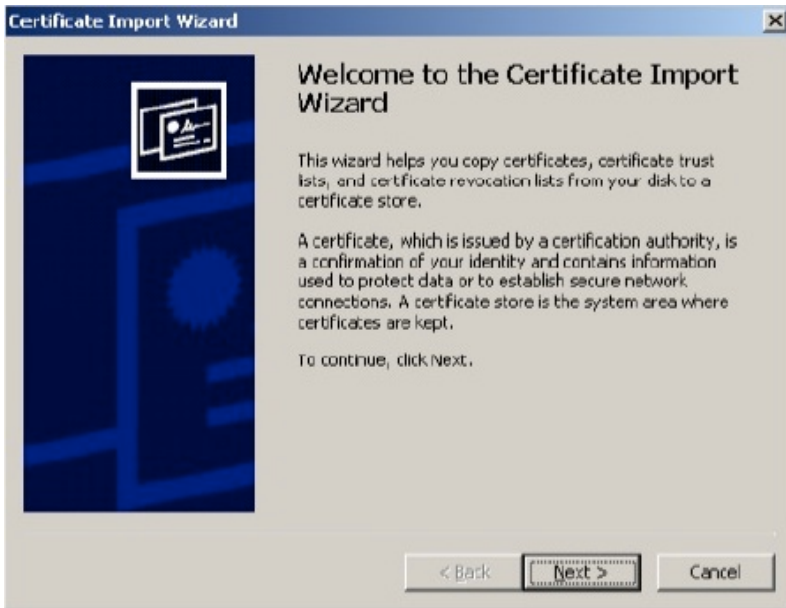 Certificate Import Wizard
Welcome to the Certificate Import
Wizard
This wizard helps you copy certificates, certificate trust
lists, and certificate revocation lists from your disk to a
certificate store.
A certificate, which is issued by a certification authority, is
a confirmation of your identity and contains information
used to protect data or to establish secure network
connections. A certificate store is the system area where
certificates are kept.
To continue, click Next.
< Back Next > Cancel